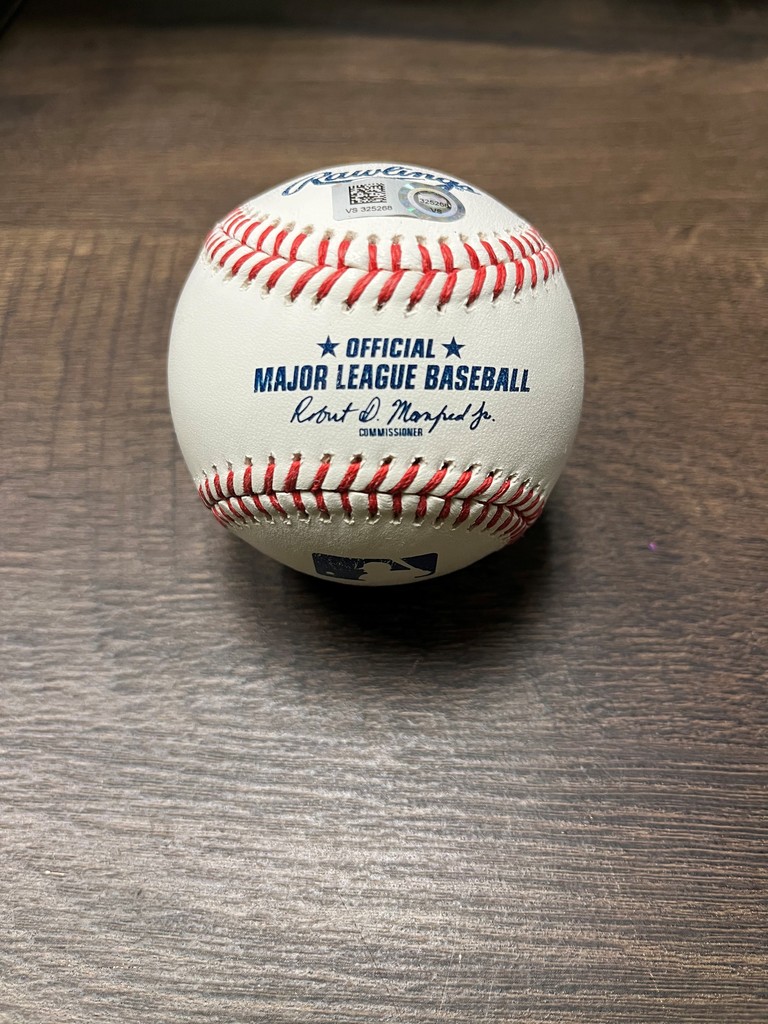 Rawlings
VS 325268
325268
VS
OFFICIAL
MAJOR LEAGUE BASEBALL
Robert D. Manfred Jr.
COMMISSIONER